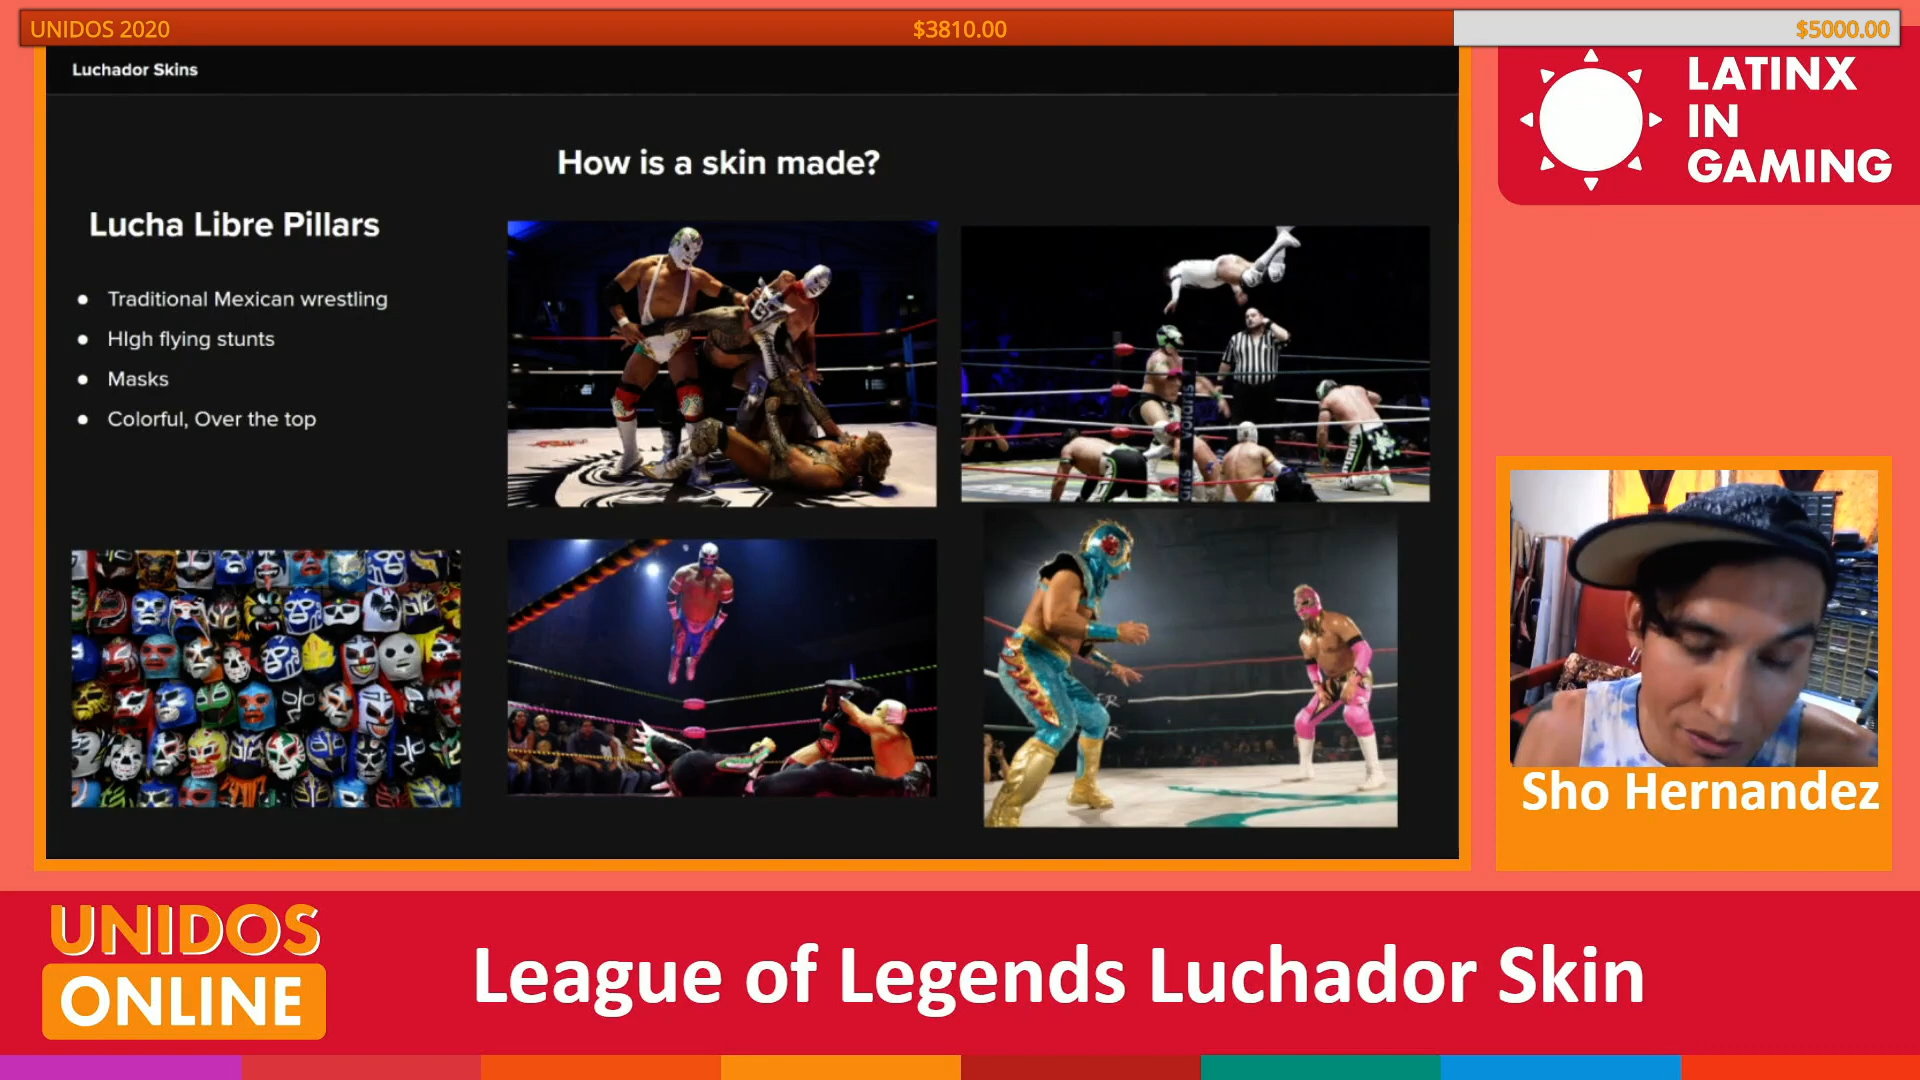 UNIDOS 2020 $3810.00 $5000.00
Luchador Skins
LATINX
IN
GAMING
How is a skin made?
Lucha Libre Pillars
• Traditional Mexican wrestling
• HIgh flying stunts
• Masks
• Colorful, Over the top
Sho Hernandez
UNIDOS
ONLINE
League of Legends Luchador Skin